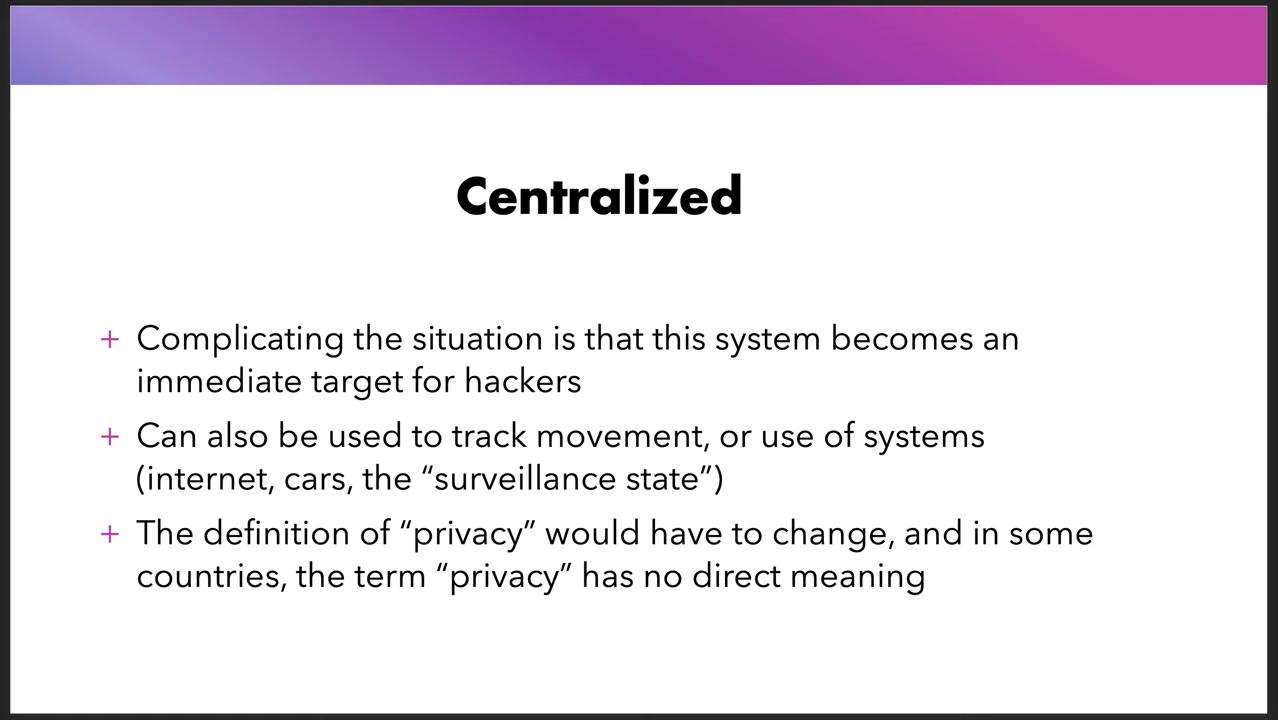 Centralized
+ Complicating the situation is that this system becomes an
immediate target for hackers
+ Can also be used to track movement, or use of systems
(internet, cars, the “surveillance state”)
+ The definition of “privacy” would have to change, and in some
countries, the term “privacy” has no direct meaning